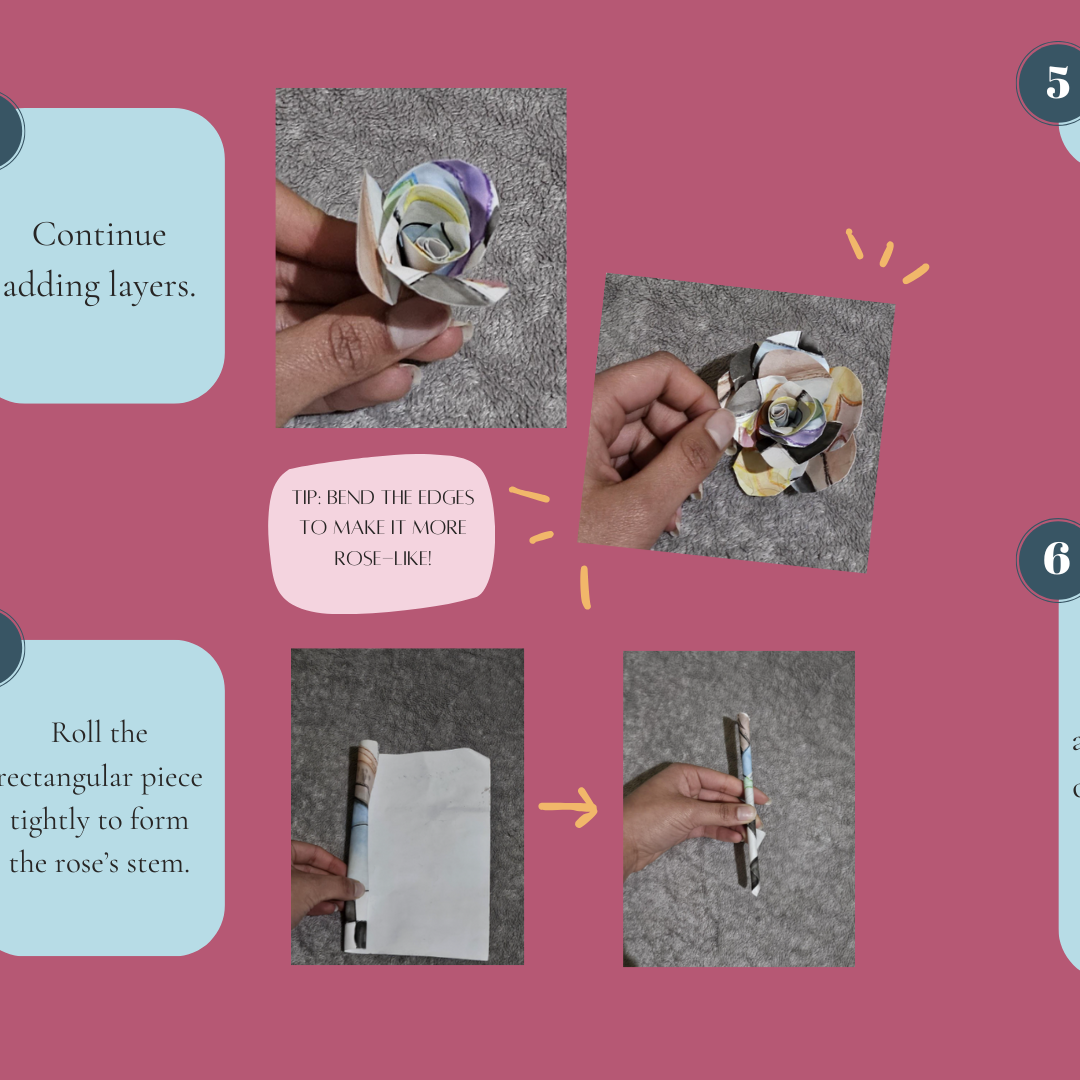 Continue
adding layers.
TIP: BEND THE EDGES
TO MAKE IT MORE
ROSE-LIKE!
Roll the
rectangular piece
tightly to form
the rose's stem.
5
6